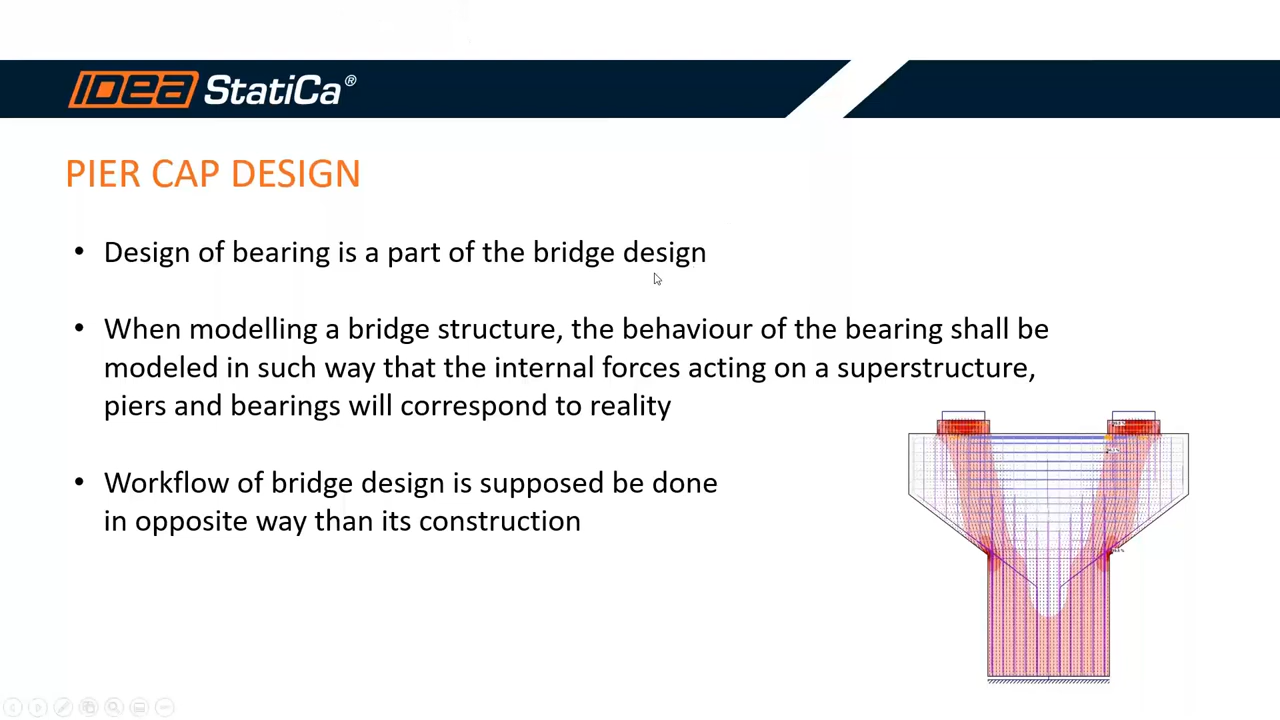 IDEA StatiCa®
PIER CAP DESIGN
• Design of bearing is a part of the bridge design
• When modelling a bridge structure, the behaviour of the bearing shall be
modeled in such way that the internal forces acting on a superstructure,
piers and bearings will correspond to reality
• Workflow of bridge design is supposed be done
in opposite way than its construction